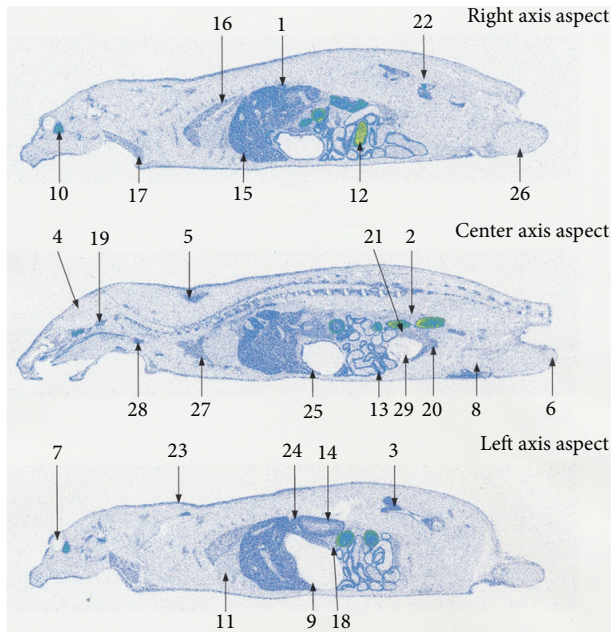 Right axis aspect
16 1 22
10 17 15 12 26
Center axis aspect
4 19 5 21 2
28 27 25 13 29 20 8 6
Left axis aspect
7 23 24 14 3
11 9 18